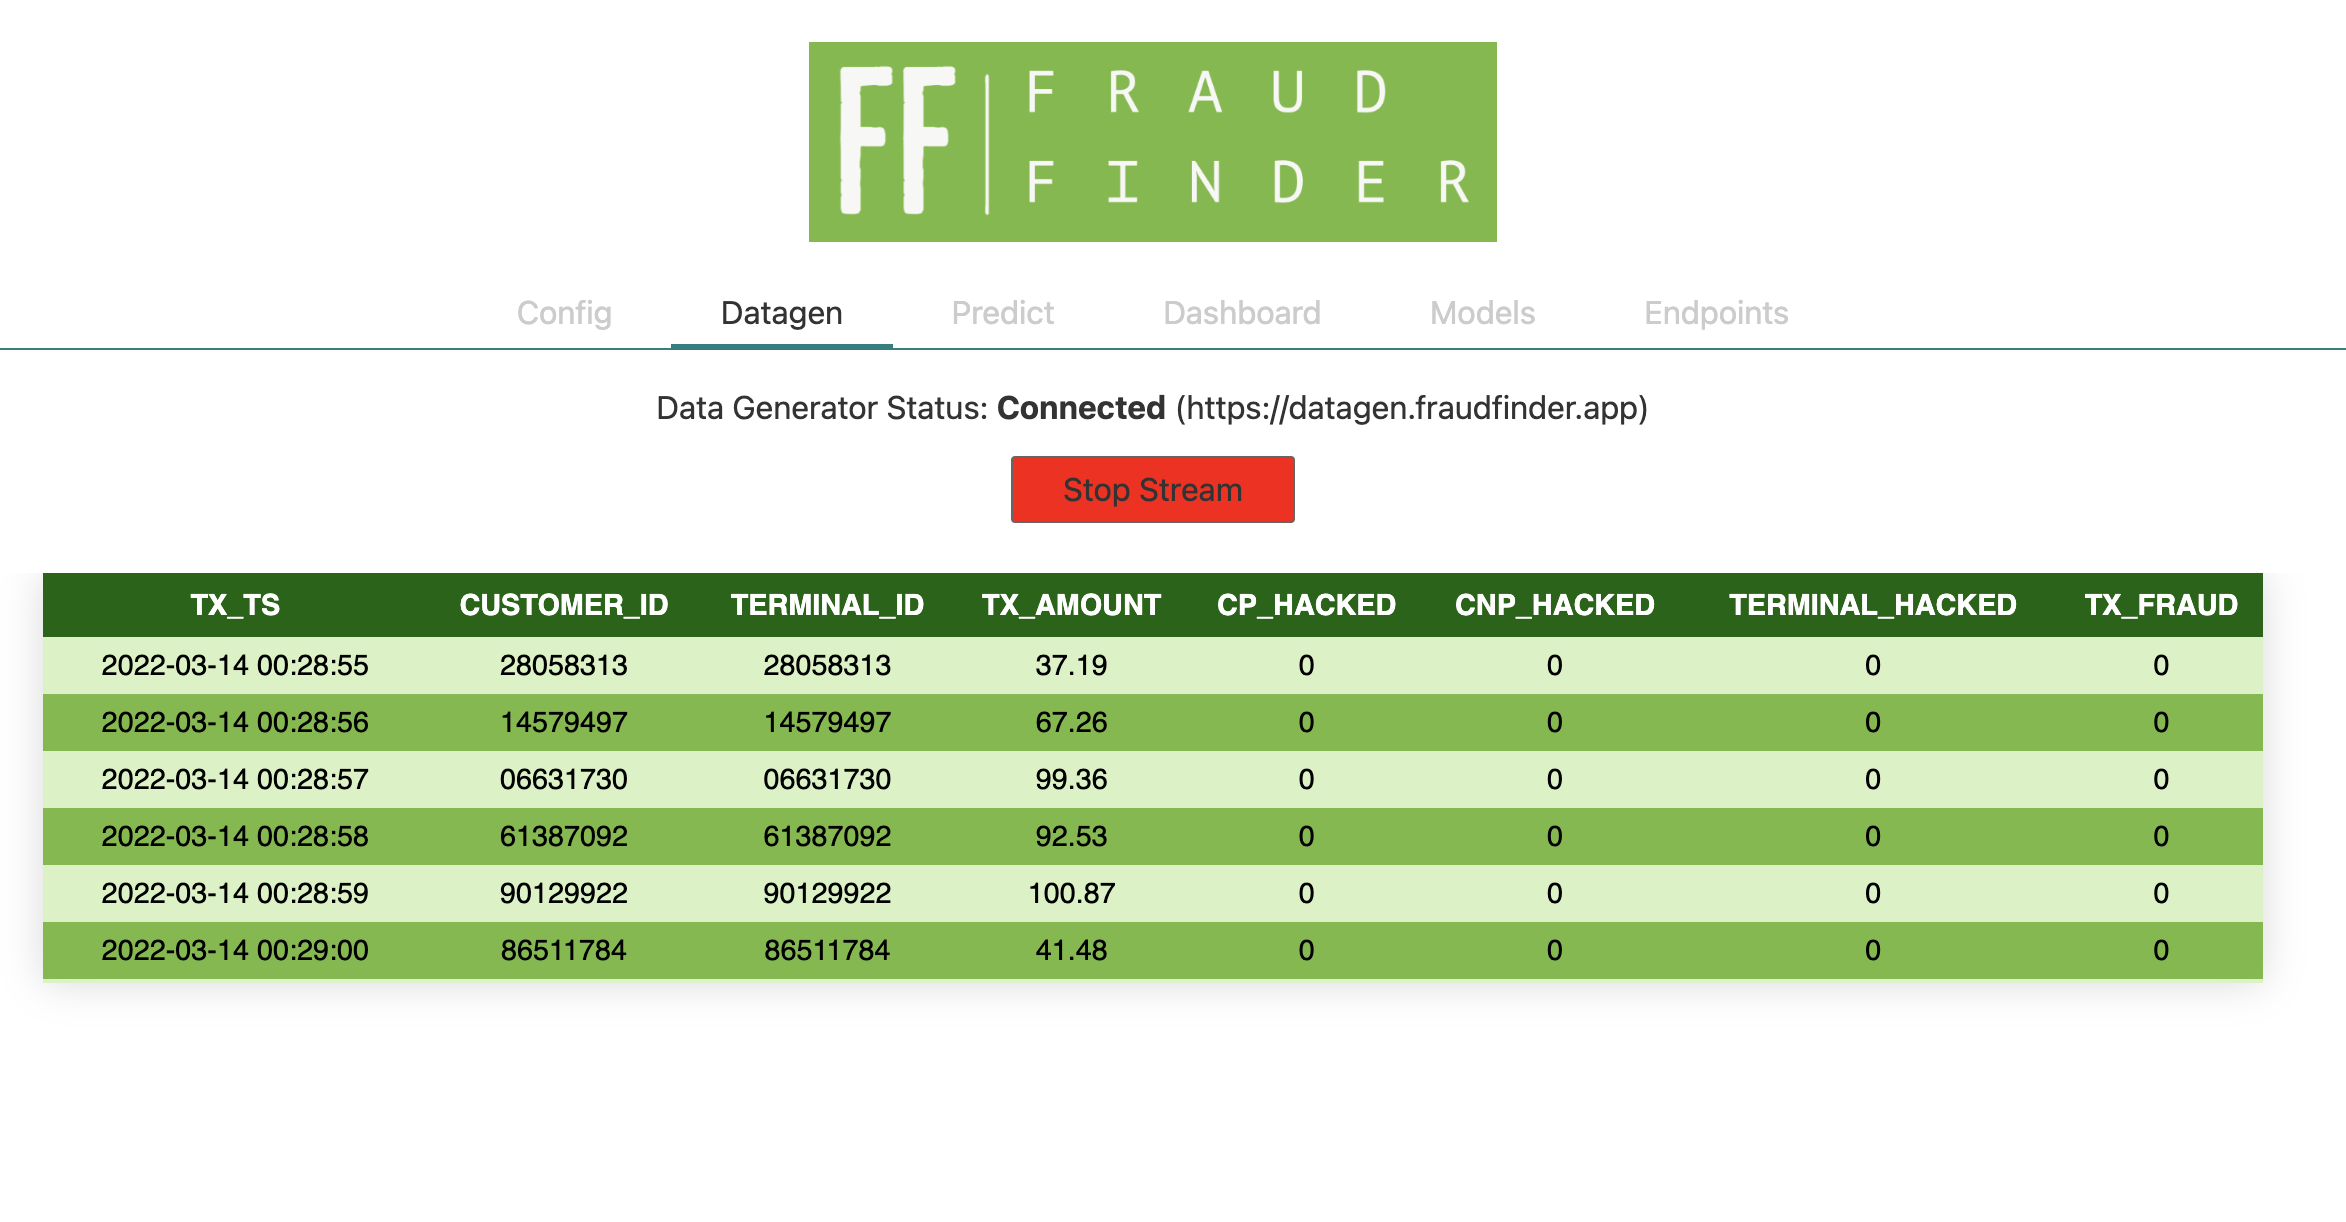 FF
F R A U D
F I N D E R
Config Datagen Predict Dashboard Models Endpoints
Data Generator Status: Connected (https://datagen.fraudfinder.app)
Stop Stream
TX_TS CUSTOMER_ID TERMINAL_ID TX_AMOUNT CP_HACKED CNP_HACKED TERMINAL_HACKED TX_FRAUD
2022-03-14 00:28:55 28058313 28058313 37.19 0 0 0 0
2022-03-14 00:28:56 14579497 14579497 67.26 0 0 0 0
2022-03-14 00:28:57 06631730 06631730 99.36 0 0 0 0
2022-03-14 00:28:58 61387092 61387092 92.53 0 0 0 0
2022-03-14 00:28:59 90129922 90129922 100.87 0 0 0 0
2022-03-14 00:29:00 86511784 86511784 41.48 0 0 0 0